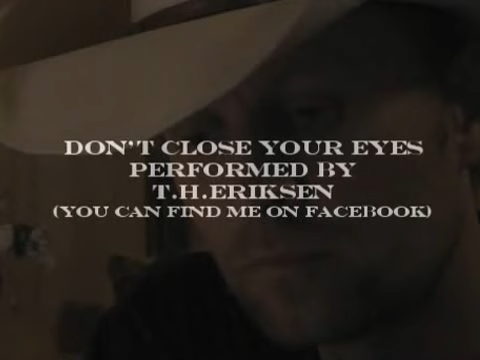 DON'T CLOSE YOUR EYES
PERFORMED BY
T.H.ERIKSEN
(YOU CAN FIND ME ON FACEBOOK)